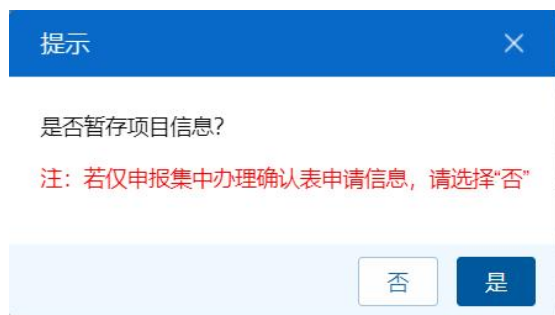 提示
是否暂存项目信息?
注：若仅申报集中办理确认表申请信息，请选择“否”
否
是